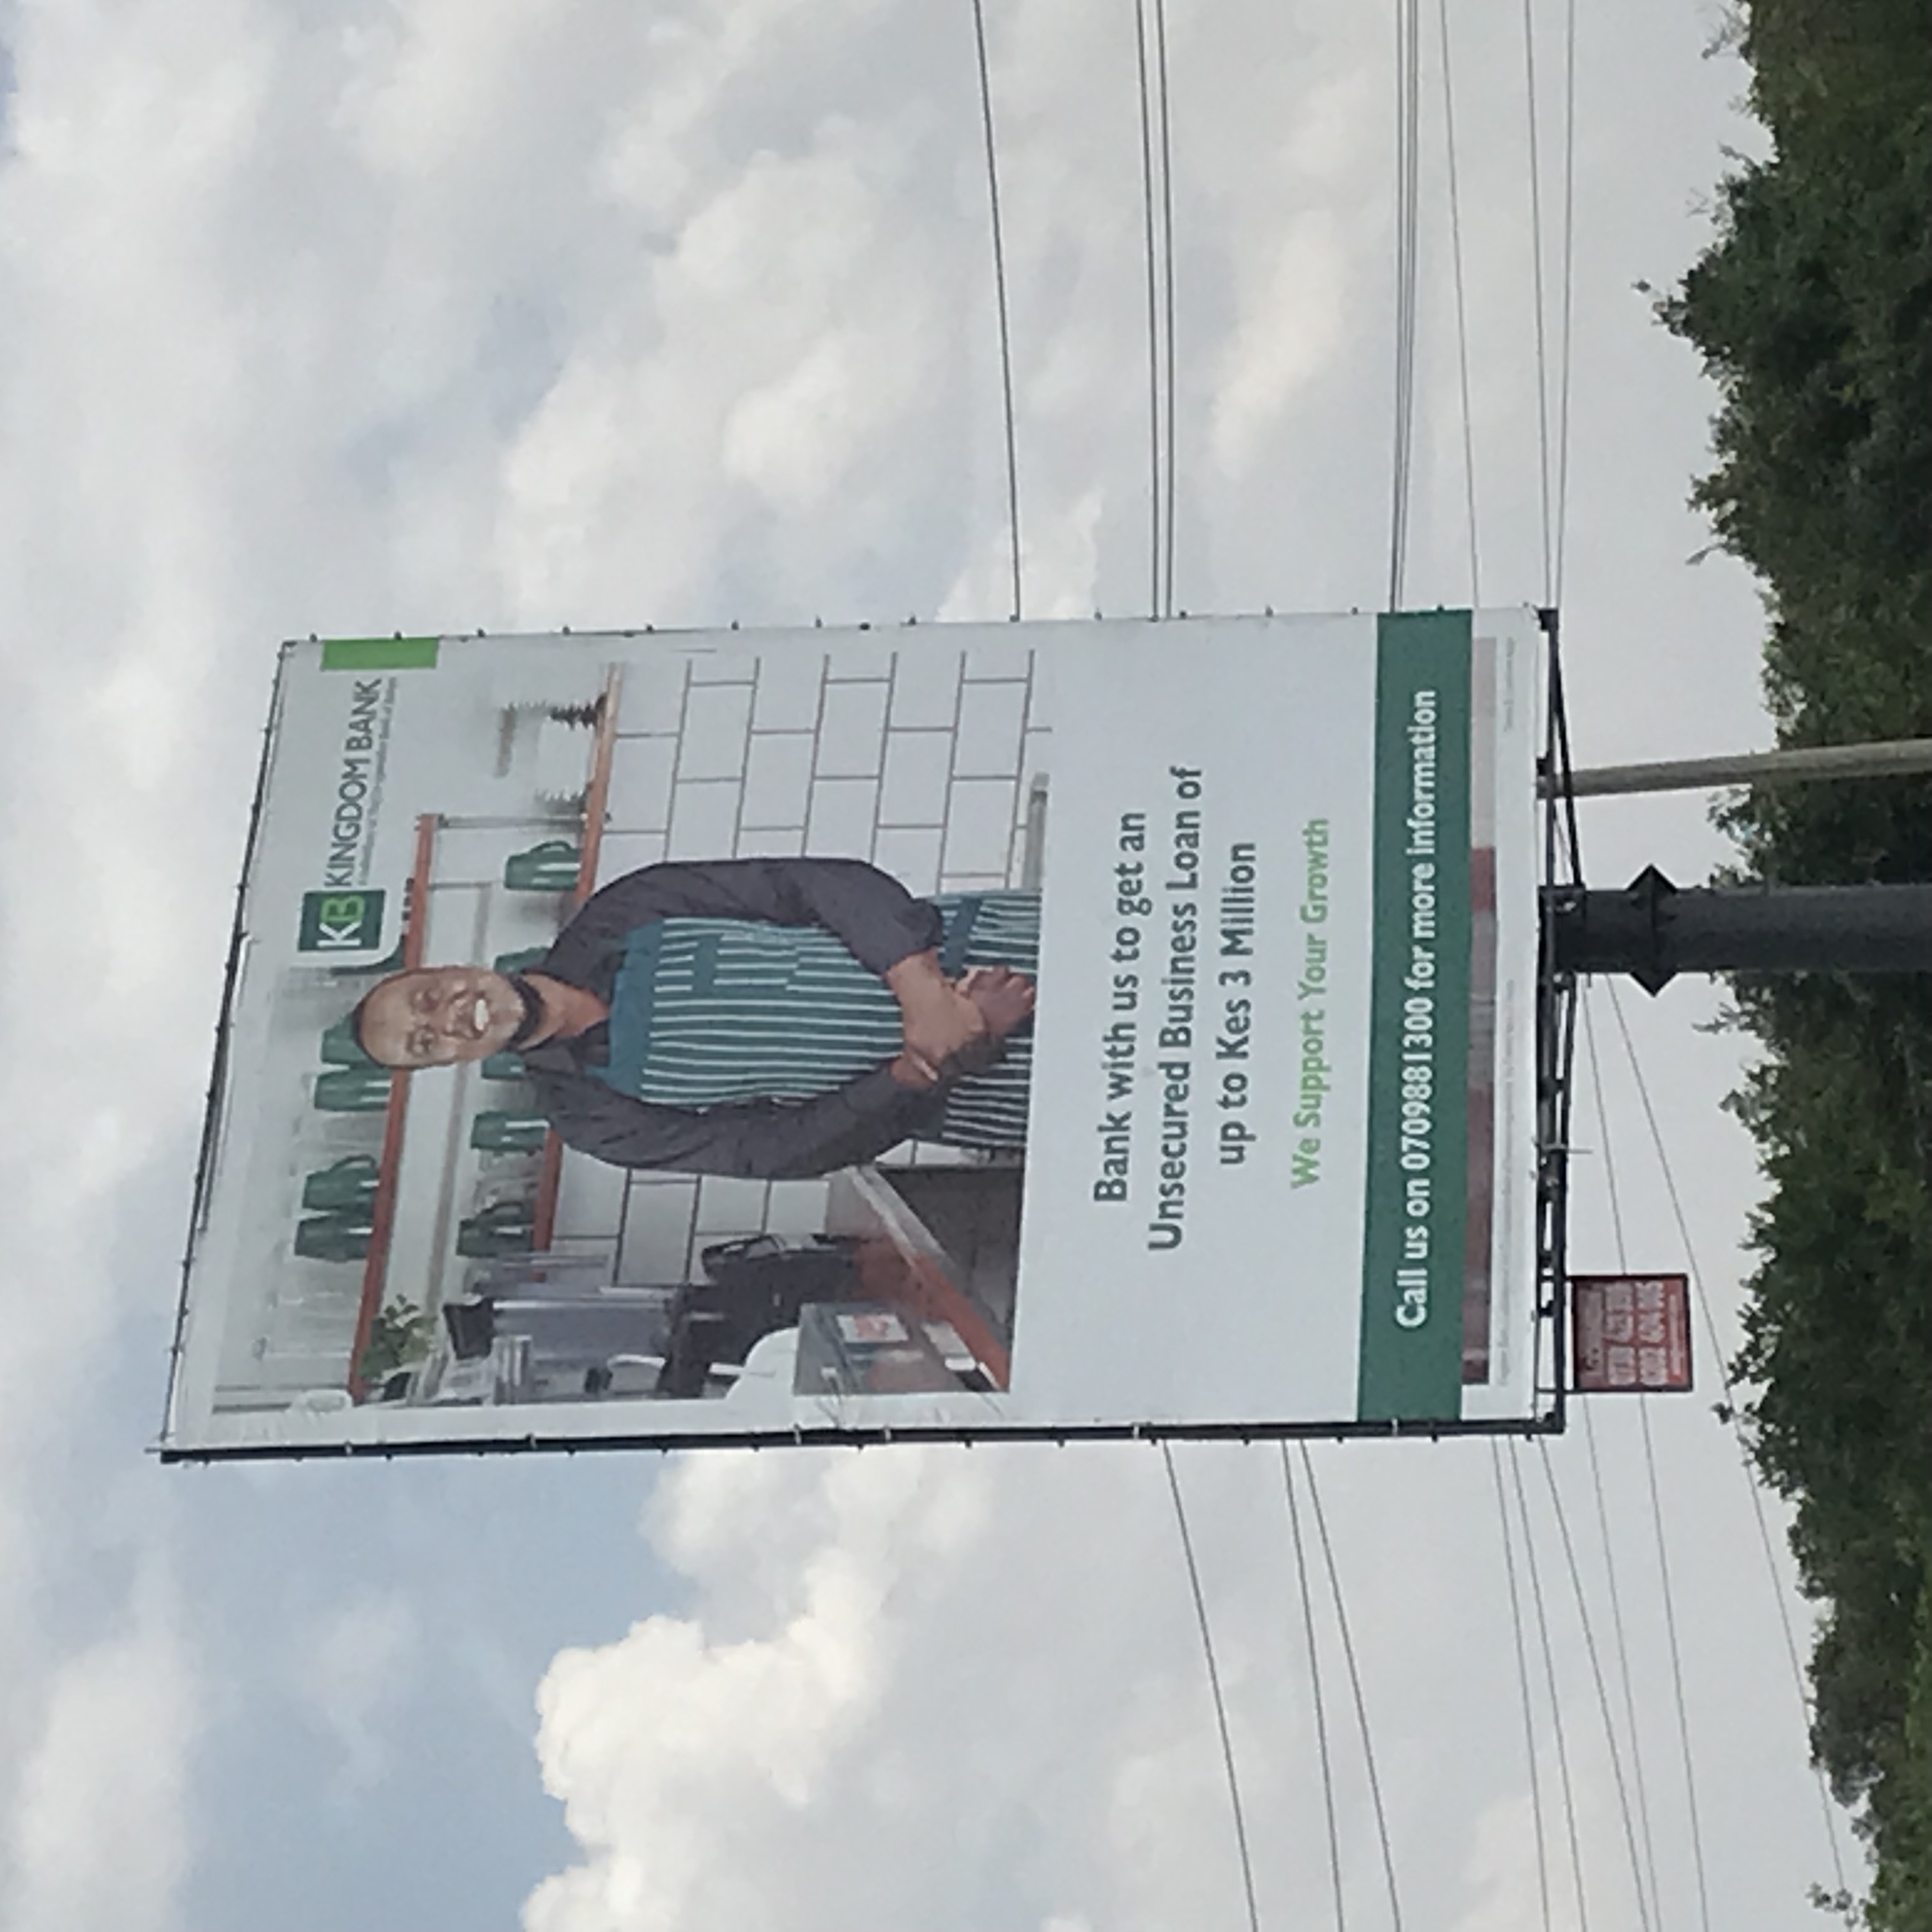 KB KINGDOM BANK
Bank with us to get an
Unsecured Business Loan of
up to Kes 3 Million
We Support Your Growth
Call us on 0709881300 for more information